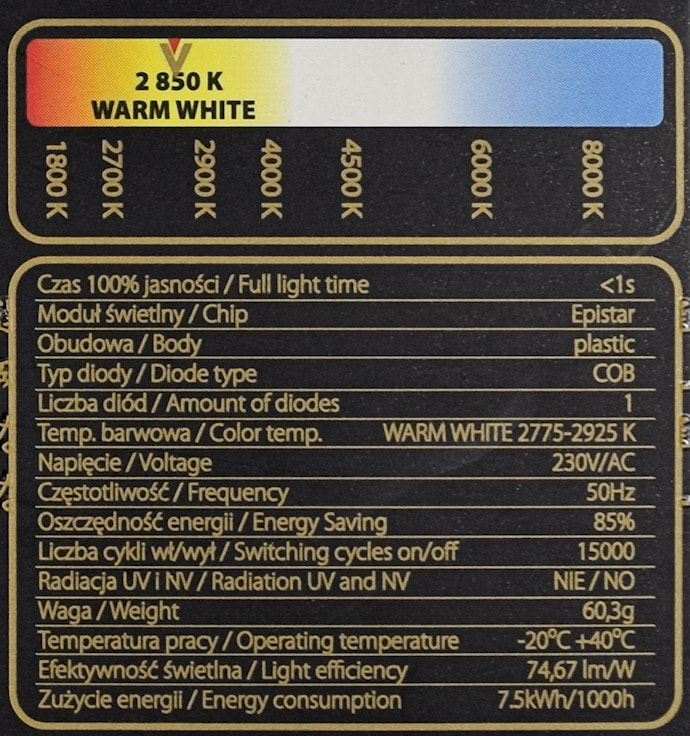 2 850 K
WARM WHITE
1800 K
2700 K
2900 K
4000 K
4500 K
6000 K
8000 K
Czas 100% jasności / Full light time <1s
Moduł świetlny / Chip Epistar
Obudowa / Body plastic
Typ diody / Diode type COB
Liczba diód / Amount of diodes 1
Temp. barwowa / Color temp. WARM WHITE 2775-2925 K
Napięcie / Voltage 230V/AC
Częstotliwość / Frequency 50Hz
Oszczędność energii / Energy Saving 85%
Liczba cykli wł/wył / Switching cycles on/off 15000
Radiacja UV i NV / Radiation UV and NV NIE / NO
Waga / Weight 60,3g
Temperatura pracy / Operating temperature -20°C +40°C
Efektywność świetlna / Light efficiency 74,67 lm/W
Zużycie energii / Energy consumption 7.5kWh/1000h